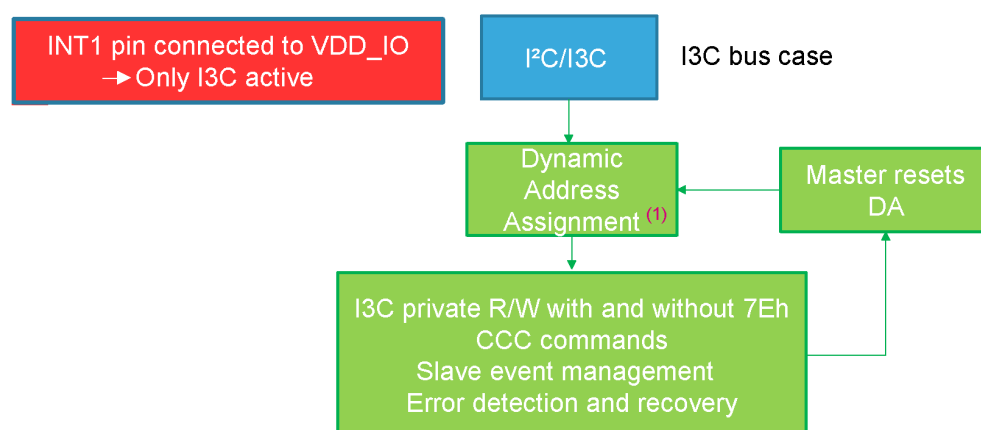 INT1 pin connected to VDD_IO
→ Only I3C active
I²C/I3C
I3C bus case
Dynamic
Address
Assignment (1)
Master resets
DA
I3C private R/W with and without 7Eh
CCC commands
Slave event management
Error detection and recovery